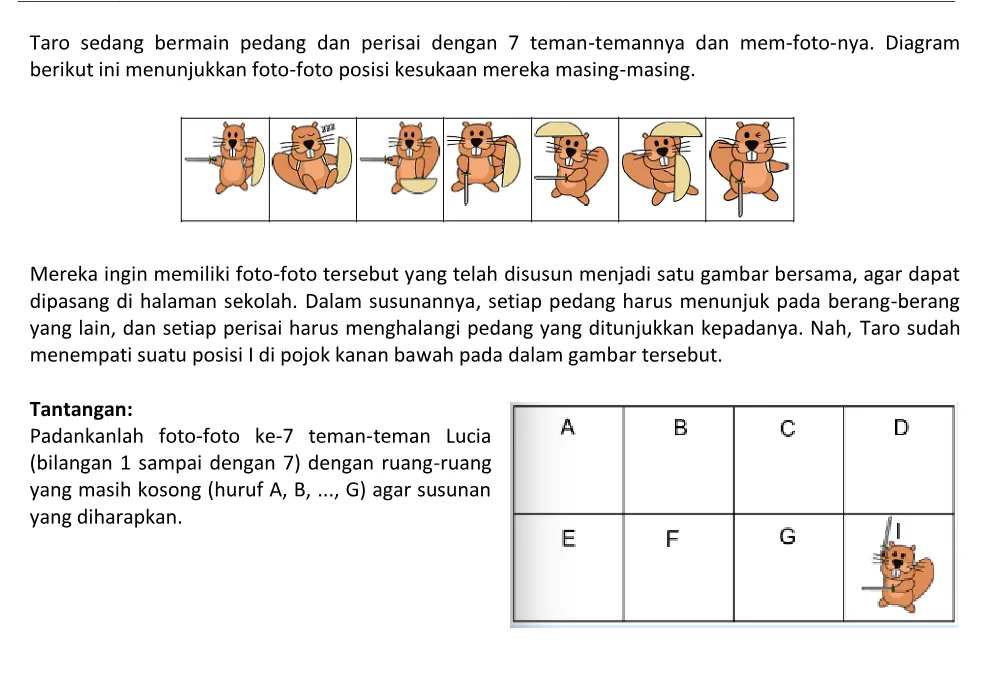 Taro sedang bermain pedang dan perisai dengan 7 teman-temannya dan mem-foto-nya. Diagram
berikut ini menunjukkan foto-foto posisi kesukaan mereka masing-masing.
zzz
Mereka ingin memiliki foto-foto tersebut yang telah disusun menjadi satu gambar bersama, agar dapat
dipasang di halaman sekolah. Dalam susunannya, setiap pedang harus menunjuk pada berang-berang
yang lain, dan setiap perisai harus menghalangi pedang yang ditunjukkan kepadanya. Nah, Taro sudah
menempati suatu posisi I di pojok kanan bawah pada dalam gambar tersebut.
Tantangan:
Padankanlah foto-foto ke-7 teman-teman Lucia
(bilangan 1 sampai dengan 7) dengan ruang-ruang
yang masih kosong (huruf A, B, ..., G) agar susunan
yang diharapkan.
A B C D
E F G I